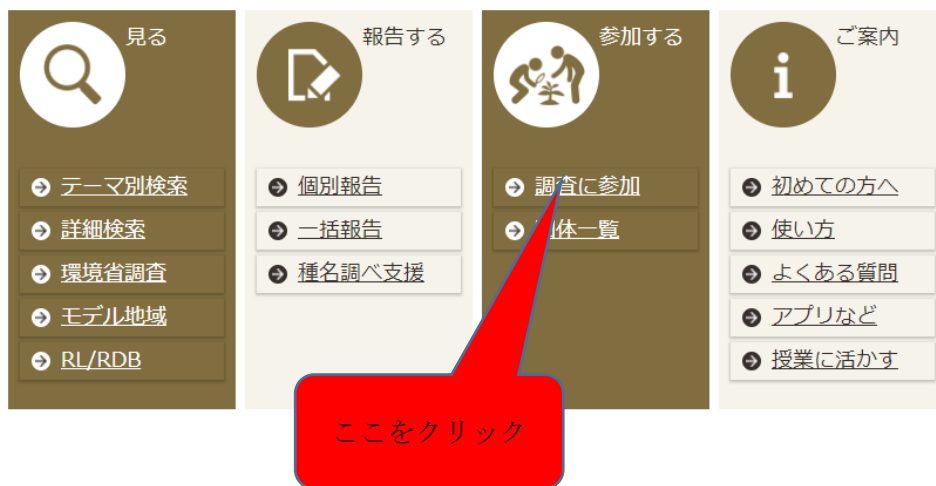 見る
テーマ別検索
詳細検索
環境省調査
モデル地域
RL/RDB
報告する
個別報告
一括報告
種名調べ支援
参加する
調査に参加
体一覧
ご案内
i
初めての方へ
使い方
よくある質問
アプリなど
授業に活かす
ここをクリック